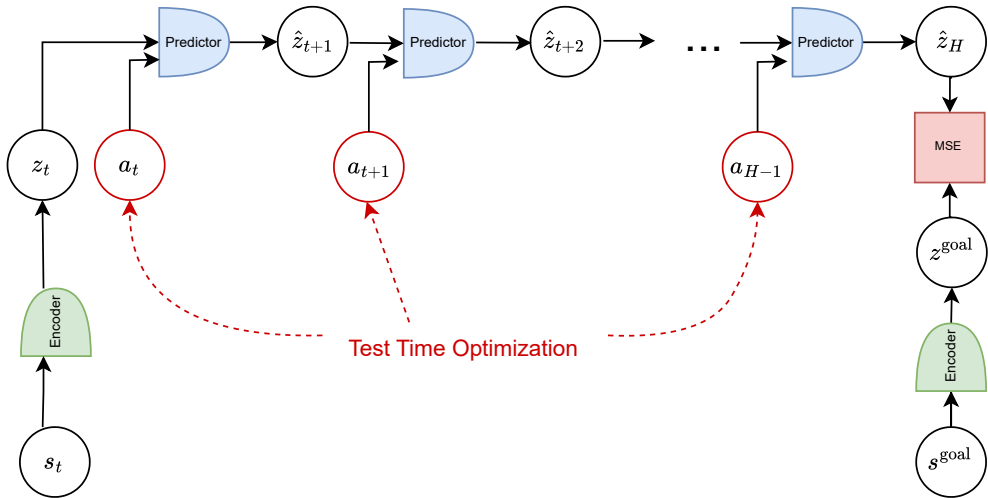 Predictor
ẑ_{t+1}
Predictor
ẑ_{t+2}
...
Predictor
ẑ_H
z_t
a_t
a_{t+1}
a_{H−1}
MSE
z^{goal}
Encoder
Test Time Optimization
Encoder
s_t
s^{goal}